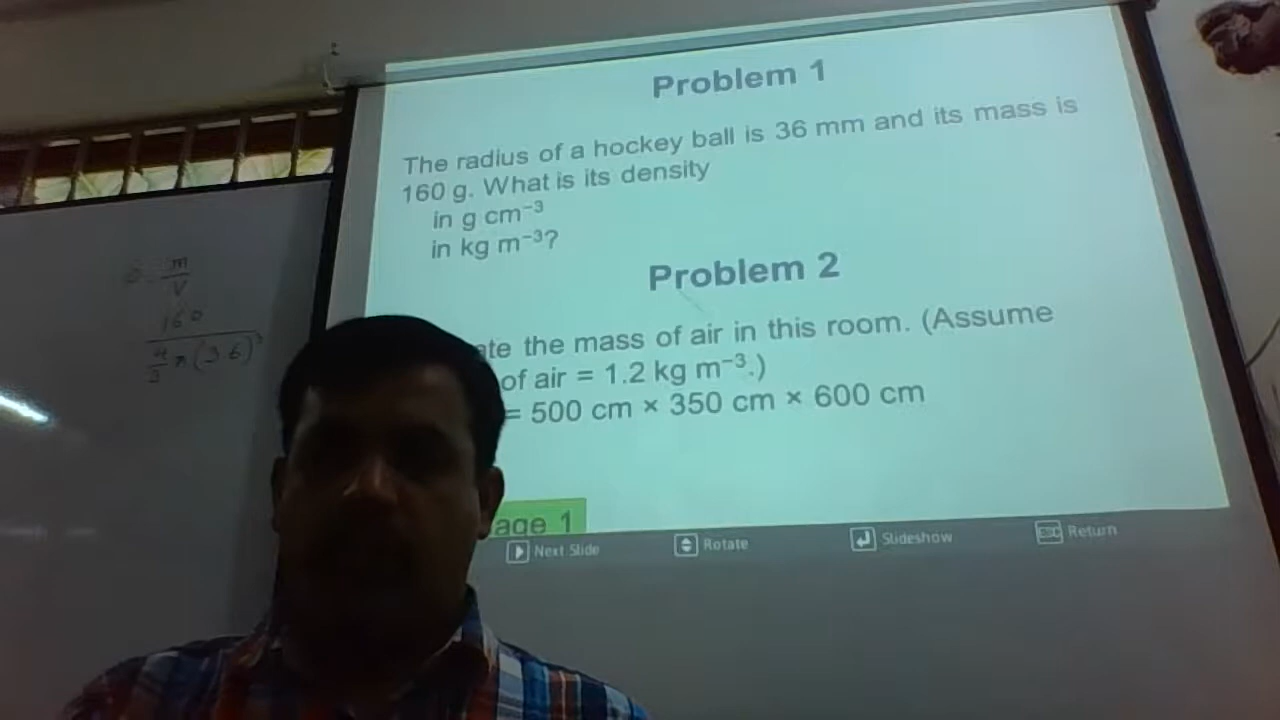 Problem 1
The radius of a hockey ball is 36 mm and its mass is
160 g. What is its density
in g cm⁻³
in kg m⁻³?
Problem 2
the mass of air in this room. (Assume
of air = 1.2 kg m⁻³.)
= 500 cm × 350 cm × 600 cm
1
Next Slide
Rotate
Slideshow
ESC Return
m
V
160
4
3 π (3.6)³